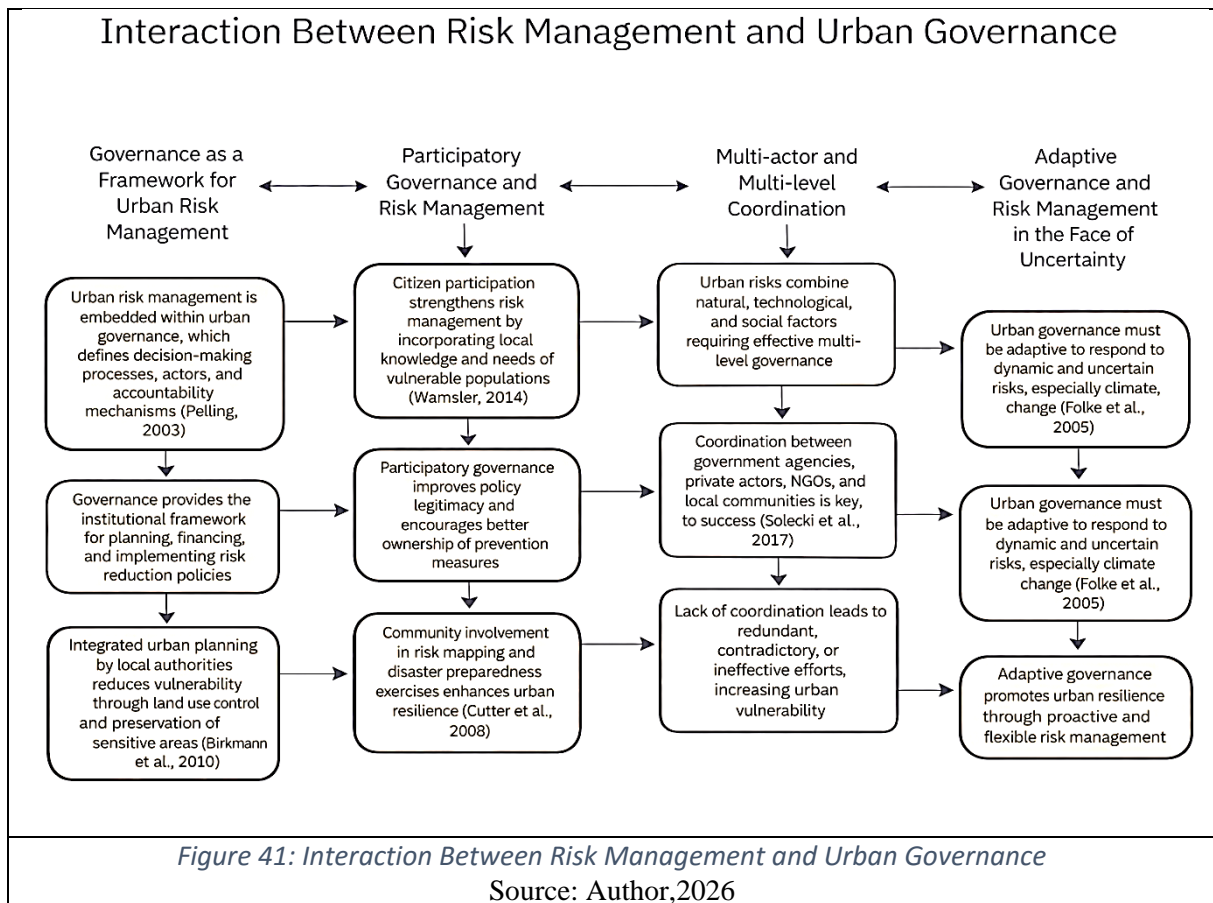 Interaction Between Risk Management and Urban Governance
Governance as a
Framework for
Urban Risk
Management
Participatory
Governance and
Risk Management
Multi-actor and
Multi-level
Coordination
Adaptive
Governance and
Risk Management
in the Face of
Uncertainty
Urban risk management is
embedded within urban
governance, which
defines decision-making
processes, actors, and
accountability
mechanisms (Pelling,
2003)
Governance provides the
institutional framework
for planning, financing,
and implementing risk
reduction policies
Integrated urban planning
by local authorities
reduces vulnerability
through land use control
and preservation of
sensitive areas (Birkmann
et al., 2010)
Citizen participation
strengthens risk
management by
incorporating local
knowledge and needs of
vulnerable populations
(Wamsler, 2014)
Participatory governance
improves policy
legitimacy and
encourages better
ownership of prevention
measures
Community involvement
in risk mapping and
disaster preparedness
exercises enhances urban
resilience (Cutter et al.,
2008)
Urban risks combine
natural, technological,
and social factors
requiring effective multi-
level governance
Coordination between
government agencies,
private actors, NGOs, and
local communities is key,
to success (Solecki et al.,
2017)
Lack of coordination leads to
redundant,
contradictory, or
ineffective efforts,
increasing urban
vulnerability
Urban governance must
be adaptive to respond to
dynamic and uncertain
risks, especially climate,
change (Folke et al.,
2005)
Urban governance must
be adaptive to respond to
dynamic and uncertain
risks, especially climate
change (Folke et al.,
2005)
Adaptive governance
promotes urban resilience
through proactive and
flexible risk management
Figure 41: Interaction Between Risk Management and Urban Governance
Source: Author,2026